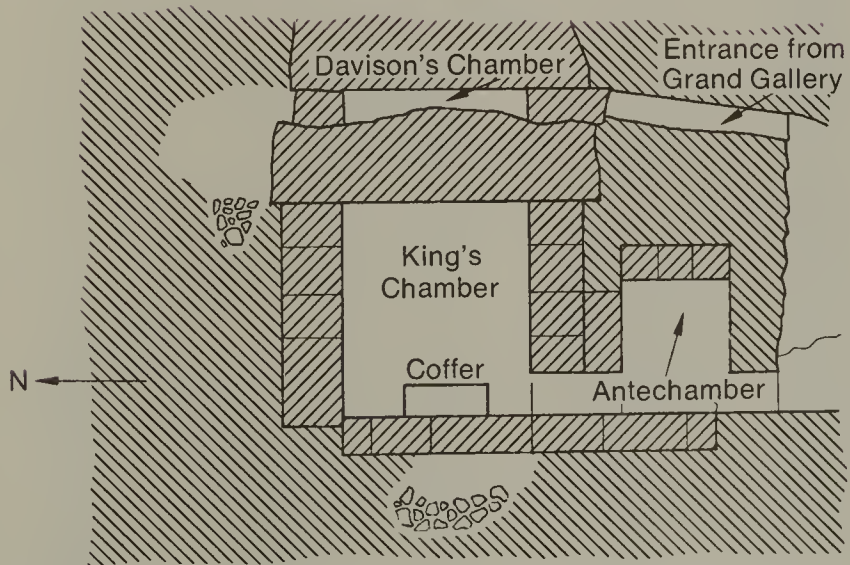 Davison's Chamber
Entrance from
Grand Gallery
King's
Chamber
Coffer
N
Antechamber